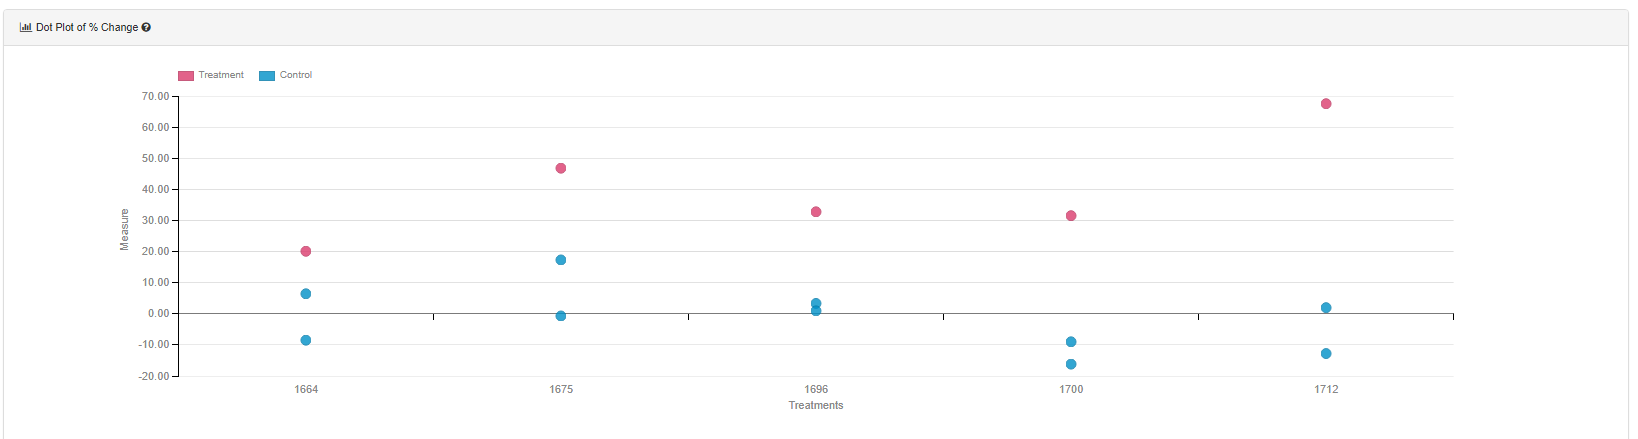 Dot Plot of % Change
Treatment Control
70.00
60.00
50.00
40.00
30.00
20.00
10.00
0.00
-10.00
-20.00
Measure
1664 1675 1696 1700 1712
Treatments